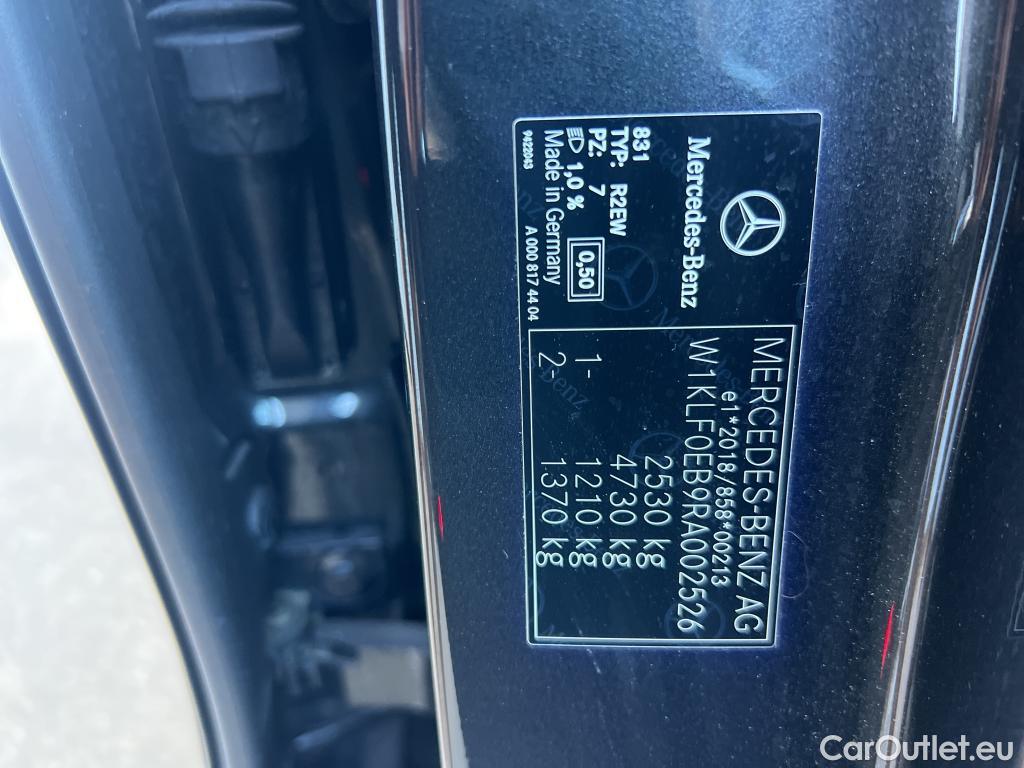 Mercedes-Benz
831
TYP: R2EW
PZ: 7
1,0 %
0,50
Made in Germany
9422043
A 000 817 44 04
MERCEDES-BENZ AG
e1*2018/858*00213
W1KLF0EB9RA002526
2530 kg
4730 kg
1- 1210 kg
2- 1370 kg
CarOutlet.eu